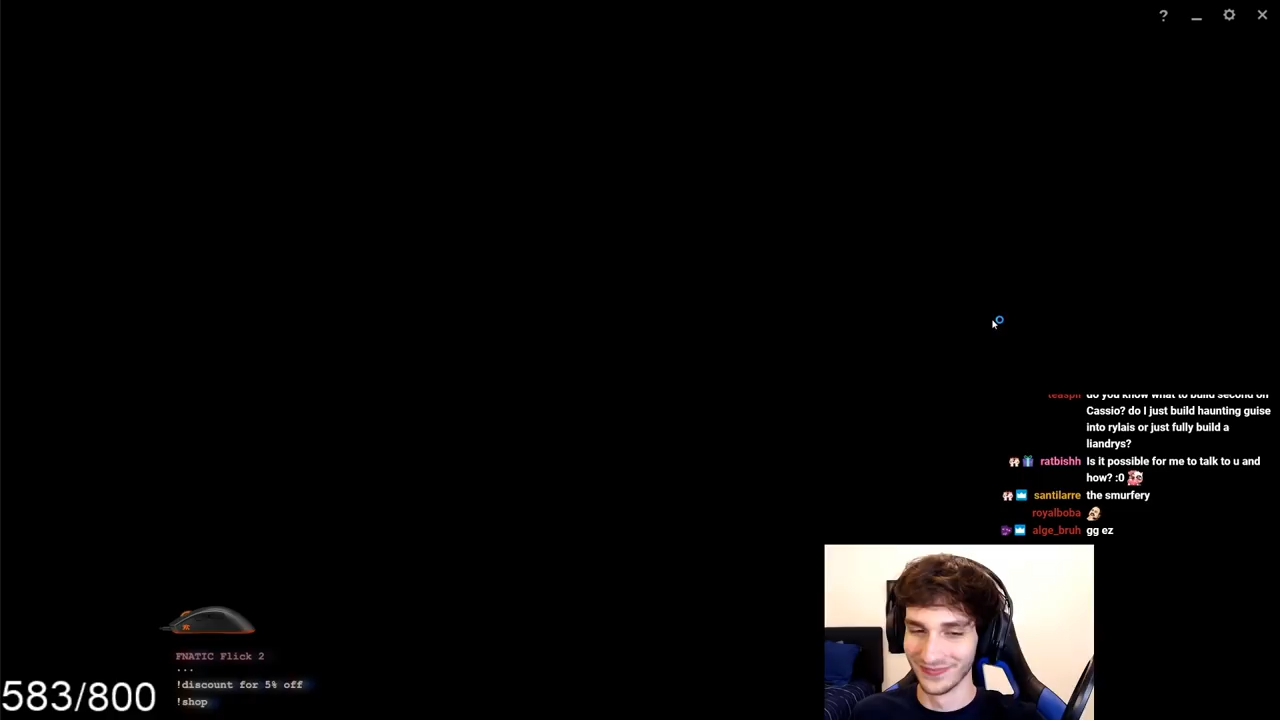 ?
teaspii do you know what to build second on
Cassio? do I just build haunting guise
into rylais or just fully build a
liandrys?
ratbishh Is it possible for me to talk to u and
how? :0
santilarre the smurfery
royalboba
alge_bruh gg ez
FNATIC Flick 2
...
!discount for 5% off
!shop
583/800